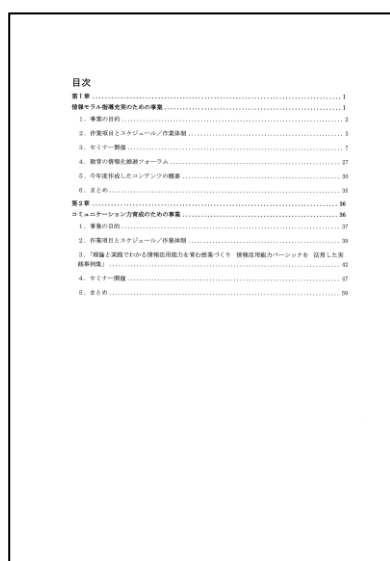 目次
第1章 1
情報モラル指導充実のための事業 1
1. 事業の目的 2
2. 作業項目とスケジュール／作業体制 3
3. セミナー開催 7
4. 教育の情報化推進フォーラム 27
5. 今年度作成したコンテンツの概要 30
6. まとめ 35
第2章 36
コミュニケーション力育成のための事業 36
1. 事業の目的 37
2. 作業項目とスケジュール／作業体制 39
3. 「理論と実践でわかる情報活用能力を育む授業づくり 情報活用能力ベーシックを 活用した実
践事例集」 42
4. セミナー開催 47
5. まとめ 59